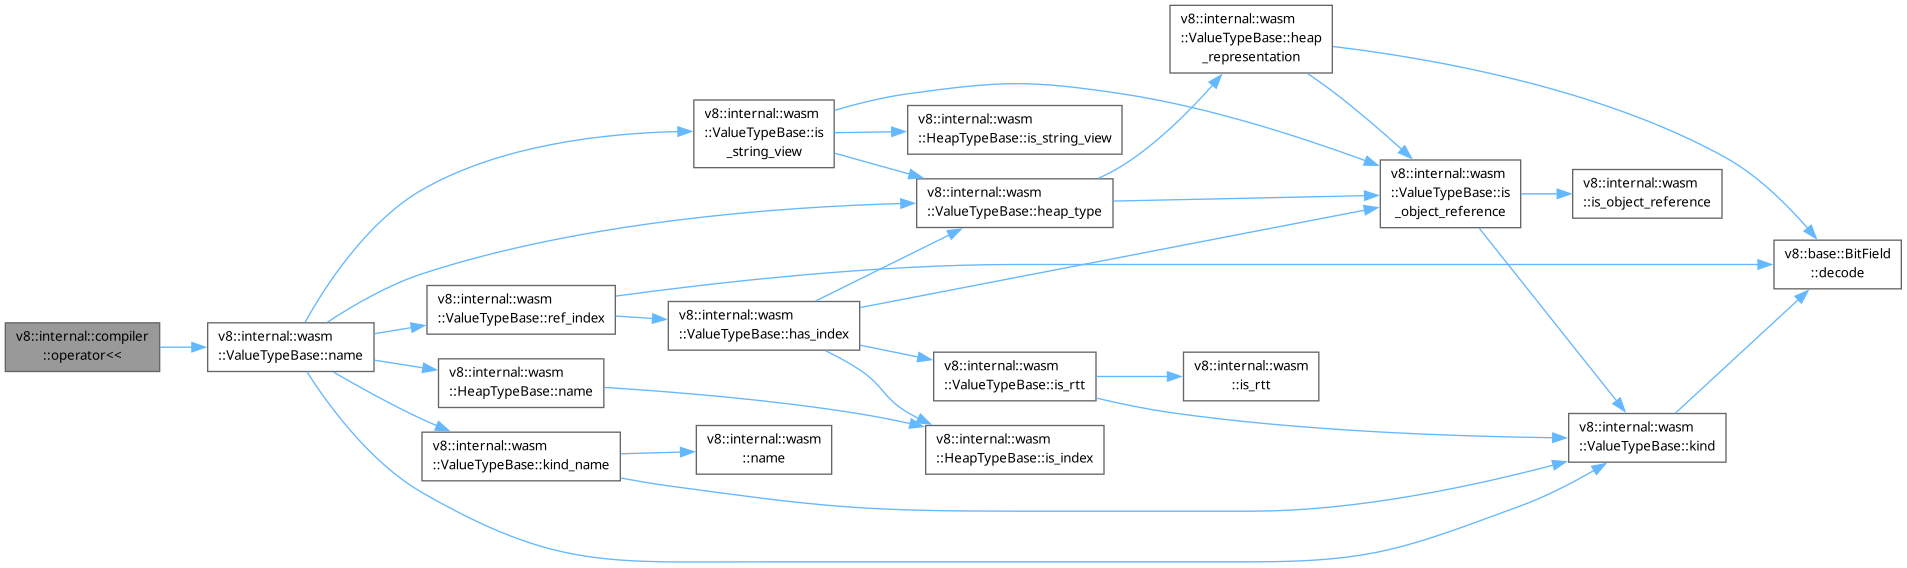 v8::internal::wasm
::ValueTypeBase::heap
_representation
v8::internal::wasm
::ValueTypeBase::is
_string_view
v8::internal::wasm
::HeapTypeBase::is_string_view
v8::internal::wasm
::ValueTypeBase::heap_type
v8::internal::wasm
::ValueTypeBase::is
_object_reference
v8::internal::wasm
::is_object_reference
v8::base::BitField
::decode
v8::internal::compiler
::operator<<
v8::internal::wasm
::ValueTypeBase::name
v8::internal::wasm
::ValueTypeBase::ref_index
v8::internal::wasm
::ValueTypeBase::has_index
v8::internal::wasm
::HeapTypeBase::name
v8::internal::wasm
::ValueTypeBase::is_rtt
v8::internal::wasm
::is_rtt
v8::internal::wasm
::ValueTypeBase::kind_name
v8::internal::wasm
::name
v8::internal::wasm
::HeapTypeBase::is_index
v8::internal::wasm
::ValueTypeBase::kind